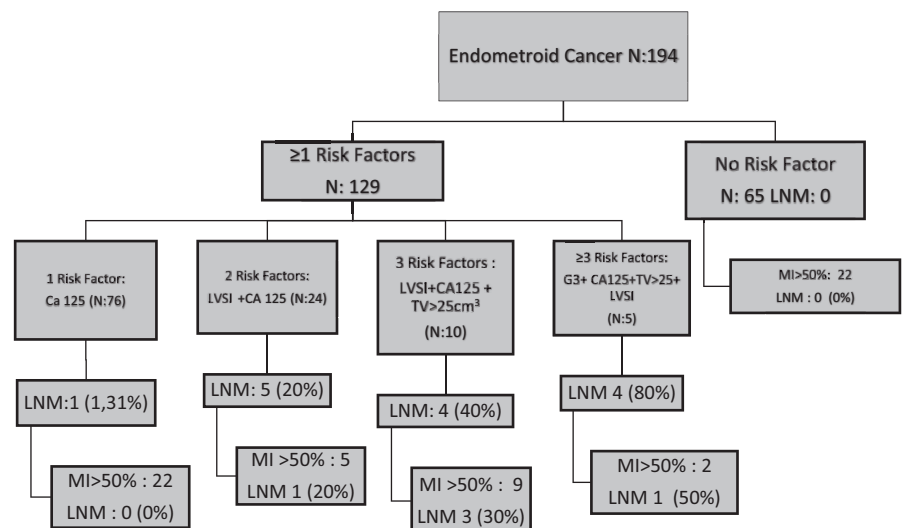 Endometroid Cancer N:194
≥1 Risk Factors
N: 129
No Risk Factor
N: 65 LNM: 0
1 Risk Factor:
Ca 125 (N:76)
2 Risk Factors:
LVSI +CA 125 (N:24)
3 Risk Factors :
LVSI+CA125 +
TV>25cm³
(N:10)
≥3 Risk Factors:
G3+ CA125+TV>25+
LVSI
(N:5)
MI>50%: 22
LNM : 0 (0%)
LNM:1 (1,31%)
LNM: 5 (20%)
LNM: 4 (40%)
LNM 4 (80%)
MI>50% : 22
LNM : 0 (0%)
MI >50% : 5
LNM 1 (20%)
MI >50% : 9
LNM 3 (30%)
MI>50% : 2
LNM 1 (50%)